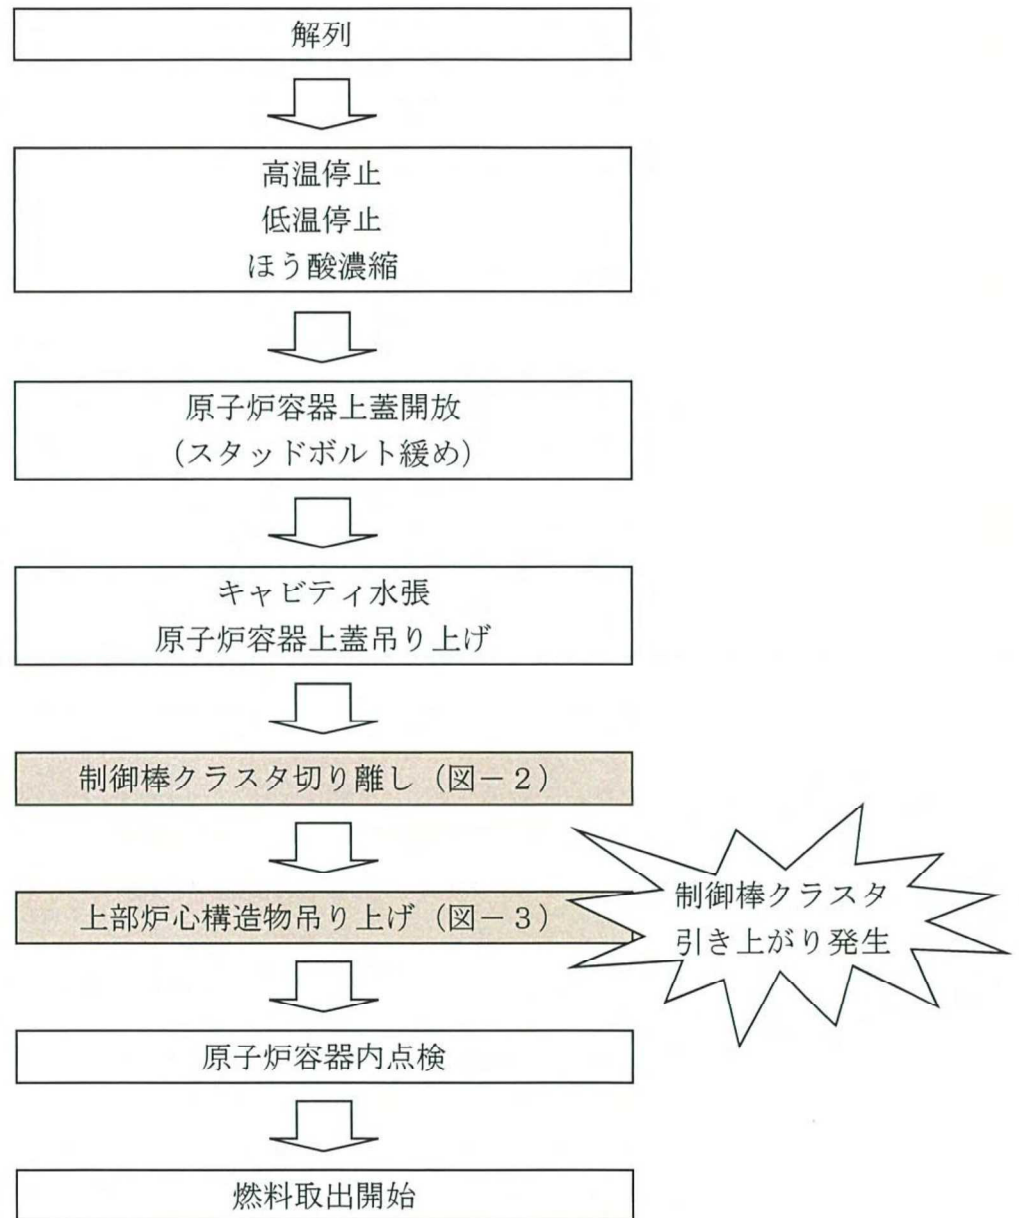 解列
高温停止
低温停止
ほう酸濃縮
原子炉容器上蓋開放
(スタッドボルト緩め)
キャビティ水張
原子炉容器上蓋吊り上げ
制御棒クラスタ切り離し（図－２）
上部炉心構造物吊り上げ（図－３）
制御棒クラスタ
引き上がり発生
原子炉容器内点検
燃料取出開始